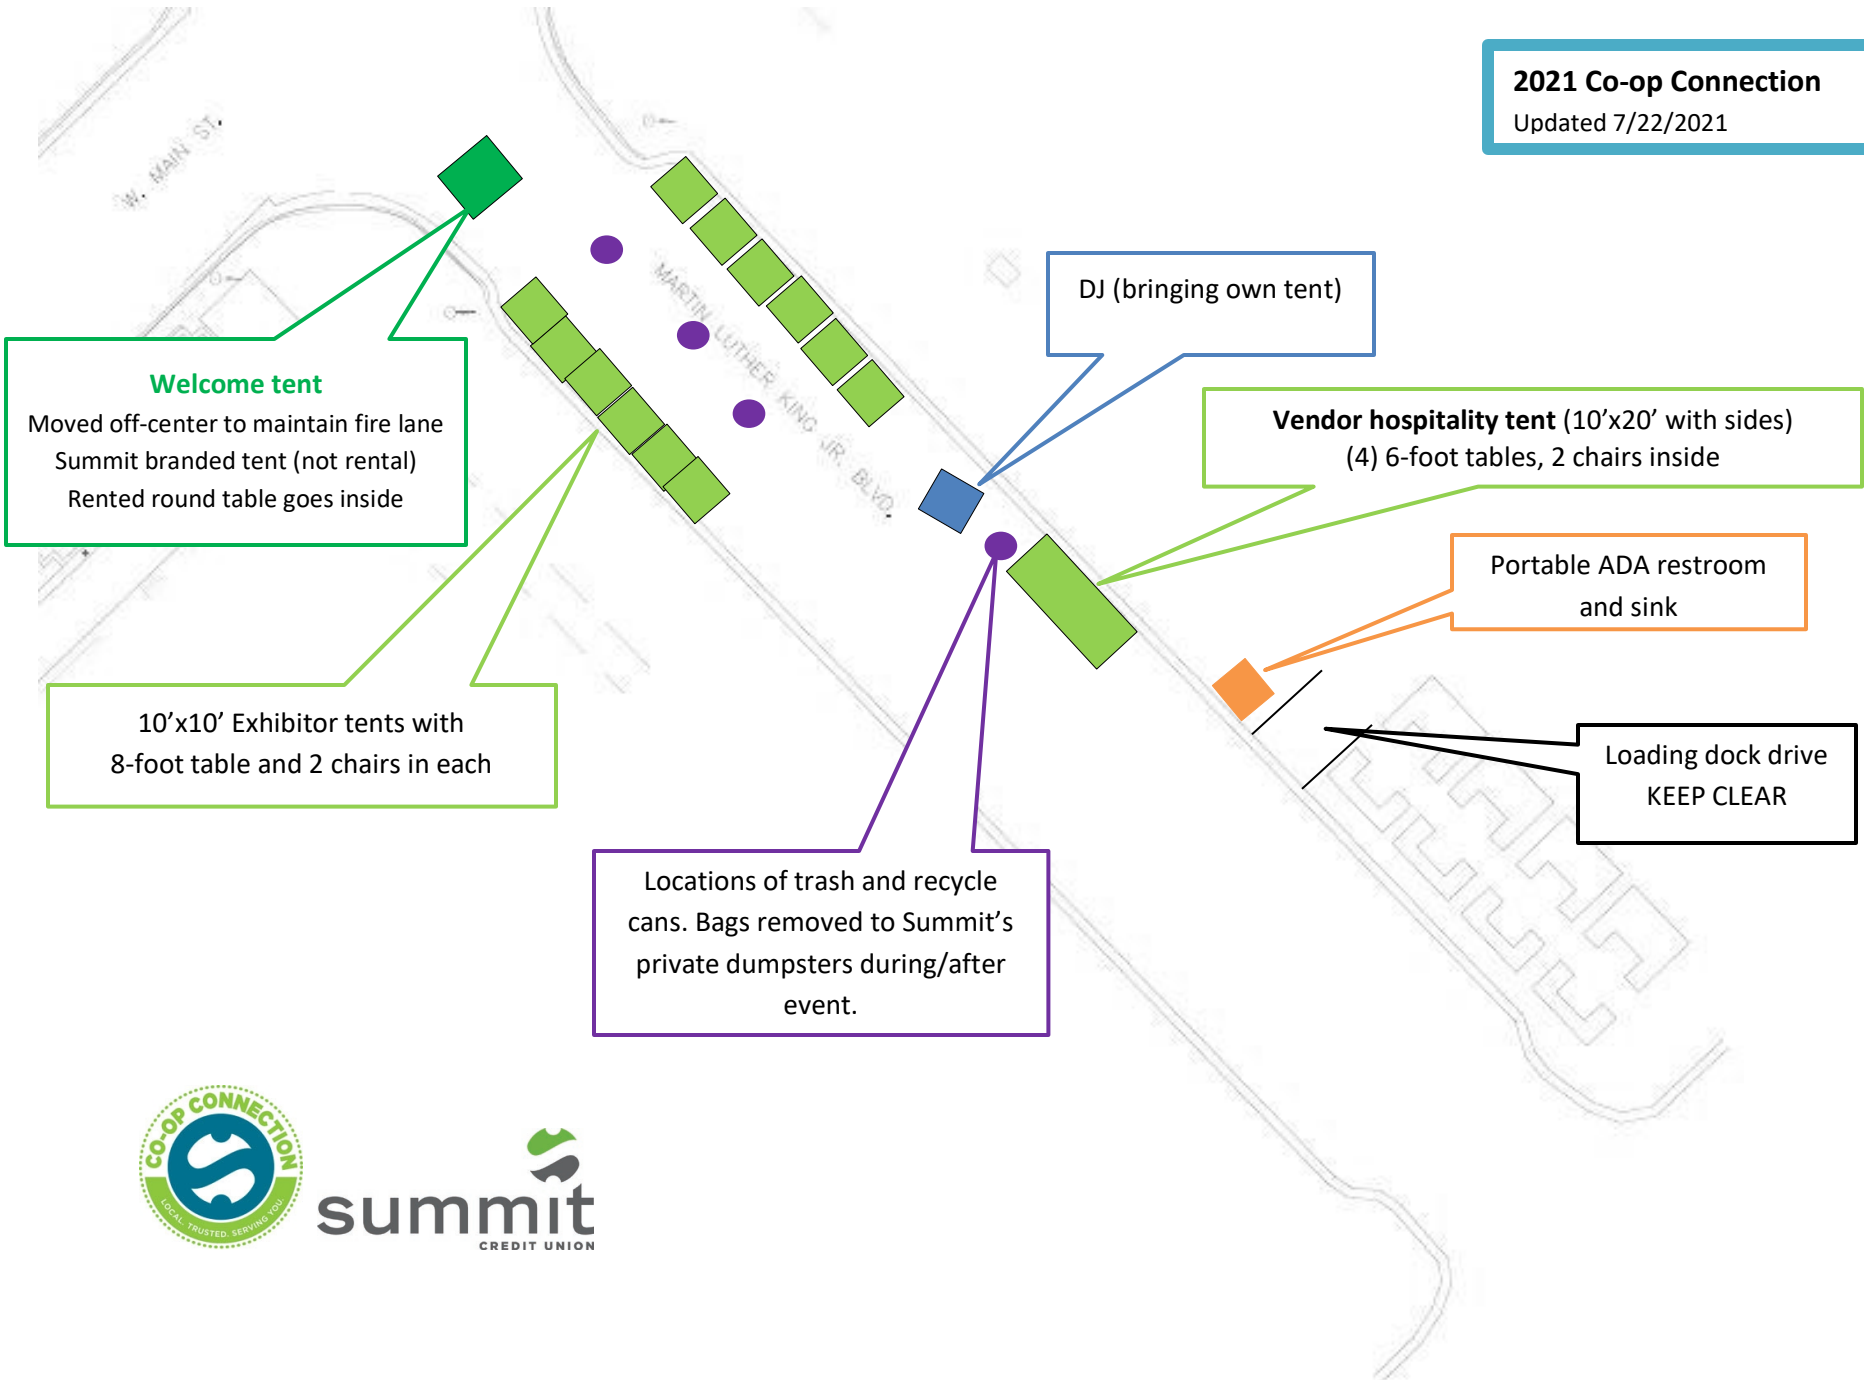 2021 Co-op Connection
Updated 7/22/2021
W. MAIN ST.
MARTIN LUTHER KING JR. BLVD.
DJ (bringing own tent)
Welcome tent
Moved off-center to maintain fire lane
Summit branded tent (not rental)
Rented round table goes inside
Vendor hospitality tent (10’x20’ with sides)
(4) 6-foot tables, 2 chairs inside
Portable ADA restroom
and sink
10’x10’ Exhibitor tents with
8-foot table and 2 chairs in each
Loading dock drive
KEEP CLEAR
Locations of trash and recycle
cans. Bags removed to Summit’s
private dumpsters during/after
event.
CO-OP CONNECTION
LOCAL. TRUSTED. SERVING YOU.
summit
CREDIT UNION